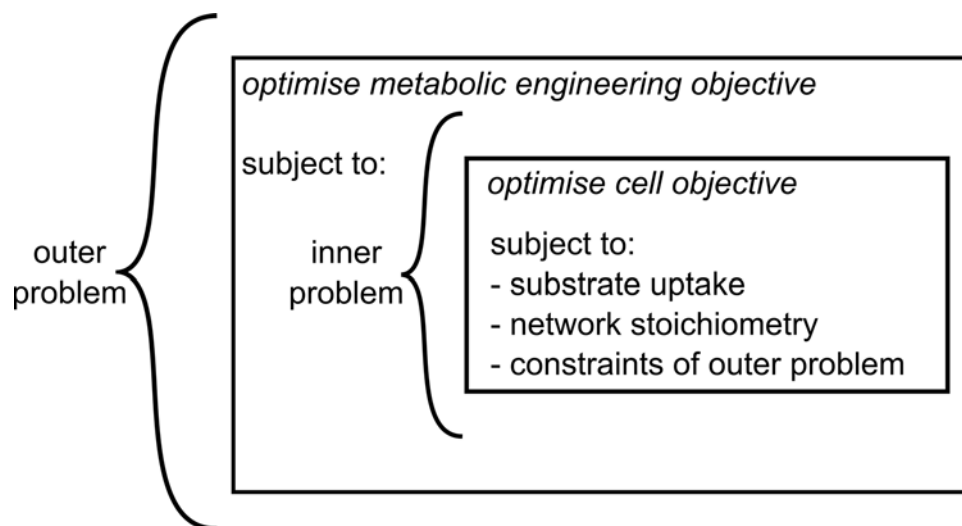 optimise metabolic engineering objective
subject to:
outer
problem
inner
problem
optimise cell objective
subject to:
- substrate uptake
- network stoichiometry
- constraints of outer problem